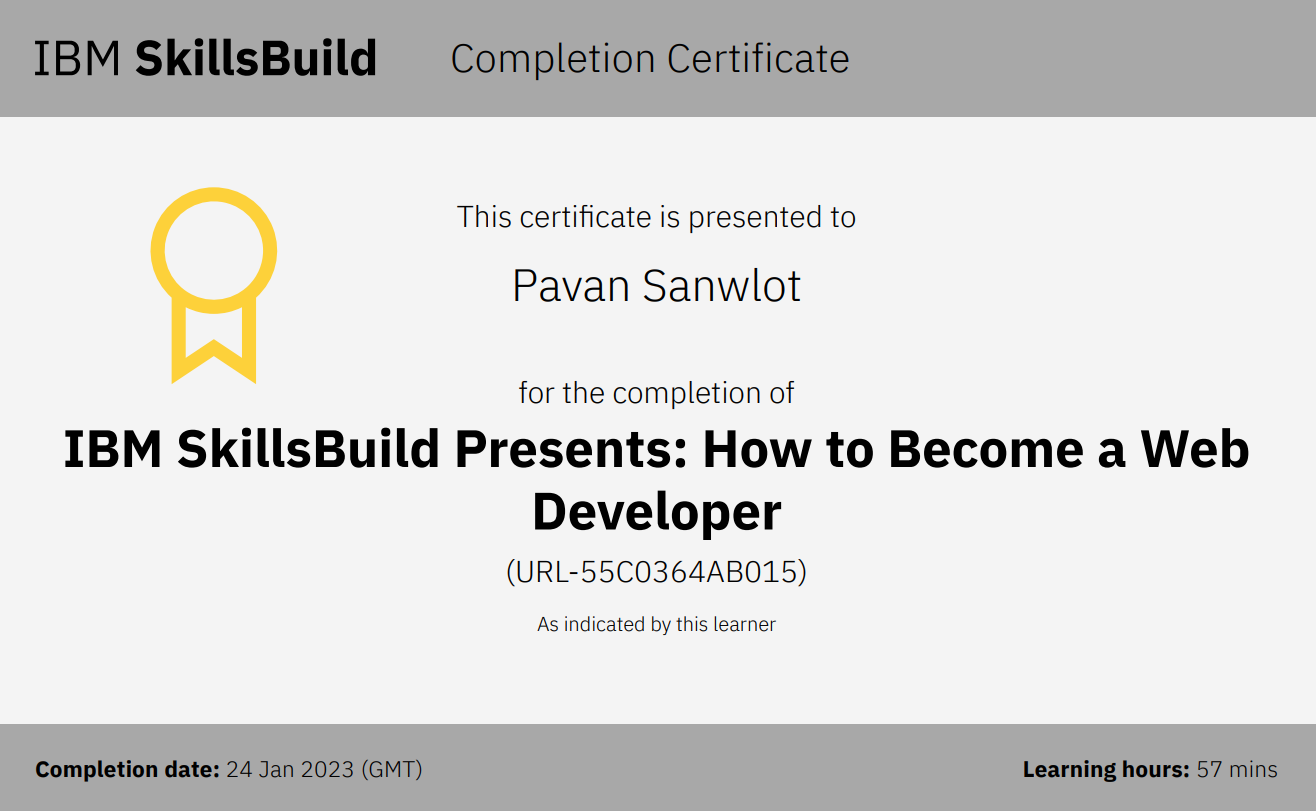 IBM SkillsBuild Completion Certificate
This certificate is presented to
Pavan Sanwlot
for the completion of
IBM SkillsBuild Presents: How to Become a Web
Developer
(URL-55C0364AB015)
As indicated by this learner
Completion date: 24 Jan 2023 (GMT) Learning hours: 57 mins